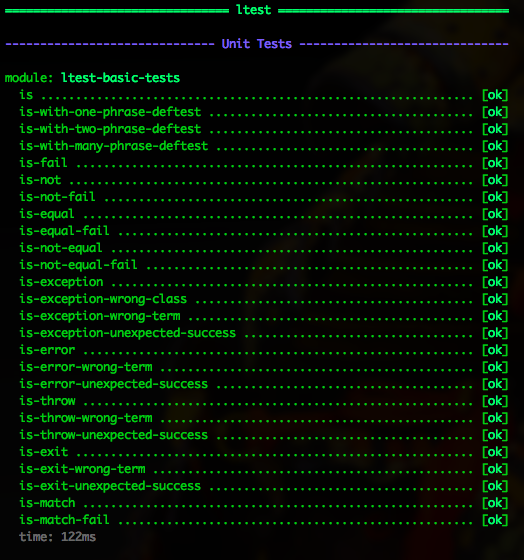 ================================ ltest =================================
------------------------------ Unit Tests ------------------------------
module: ltest-basic-tests
is .............................................................. [ok]
is-with-one-phrase-deftest ...................................... [ok]
is-with-two-phrase-deftest ...................................... [ok]
is-with-many-phrase-deftest ..................................... [ok]
is-fail ......................................................... [ok]
is-not .......................................................... [ok]
is-not-fail ..................................................... [ok]
is-equal ........................................................ [ok]
is-equal-fail ................................................... [ok]
is-not-equal .................................................... [ok]
is-not-equal-fail ............................................... [ok]
is-exception .................................................... [ok]
is-exception-wrong-class ........................................ [ok]
is-exception-wrong-term ......................................... [ok]
is-exception-unexpected-success ................................. [ok]
is-error ........................................................ [ok]
is-error-wrong-term ............................................. [ok]
is-error-unexpected-success ..................................... [ok]
is-throw ........................................................ [ok]
is-throw-wrong-term ............................................. [ok]
is-throw-unexpected-success ..................................... [ok]
is-exit ......................................................... [ok]
is-exit-wrong-term .............................................. [ok]
is-exit-unexpected-success ...................................... [ok]
is-match ........................................................ [ok]
is-match-fail ................................................... [ok]
time: 122ms